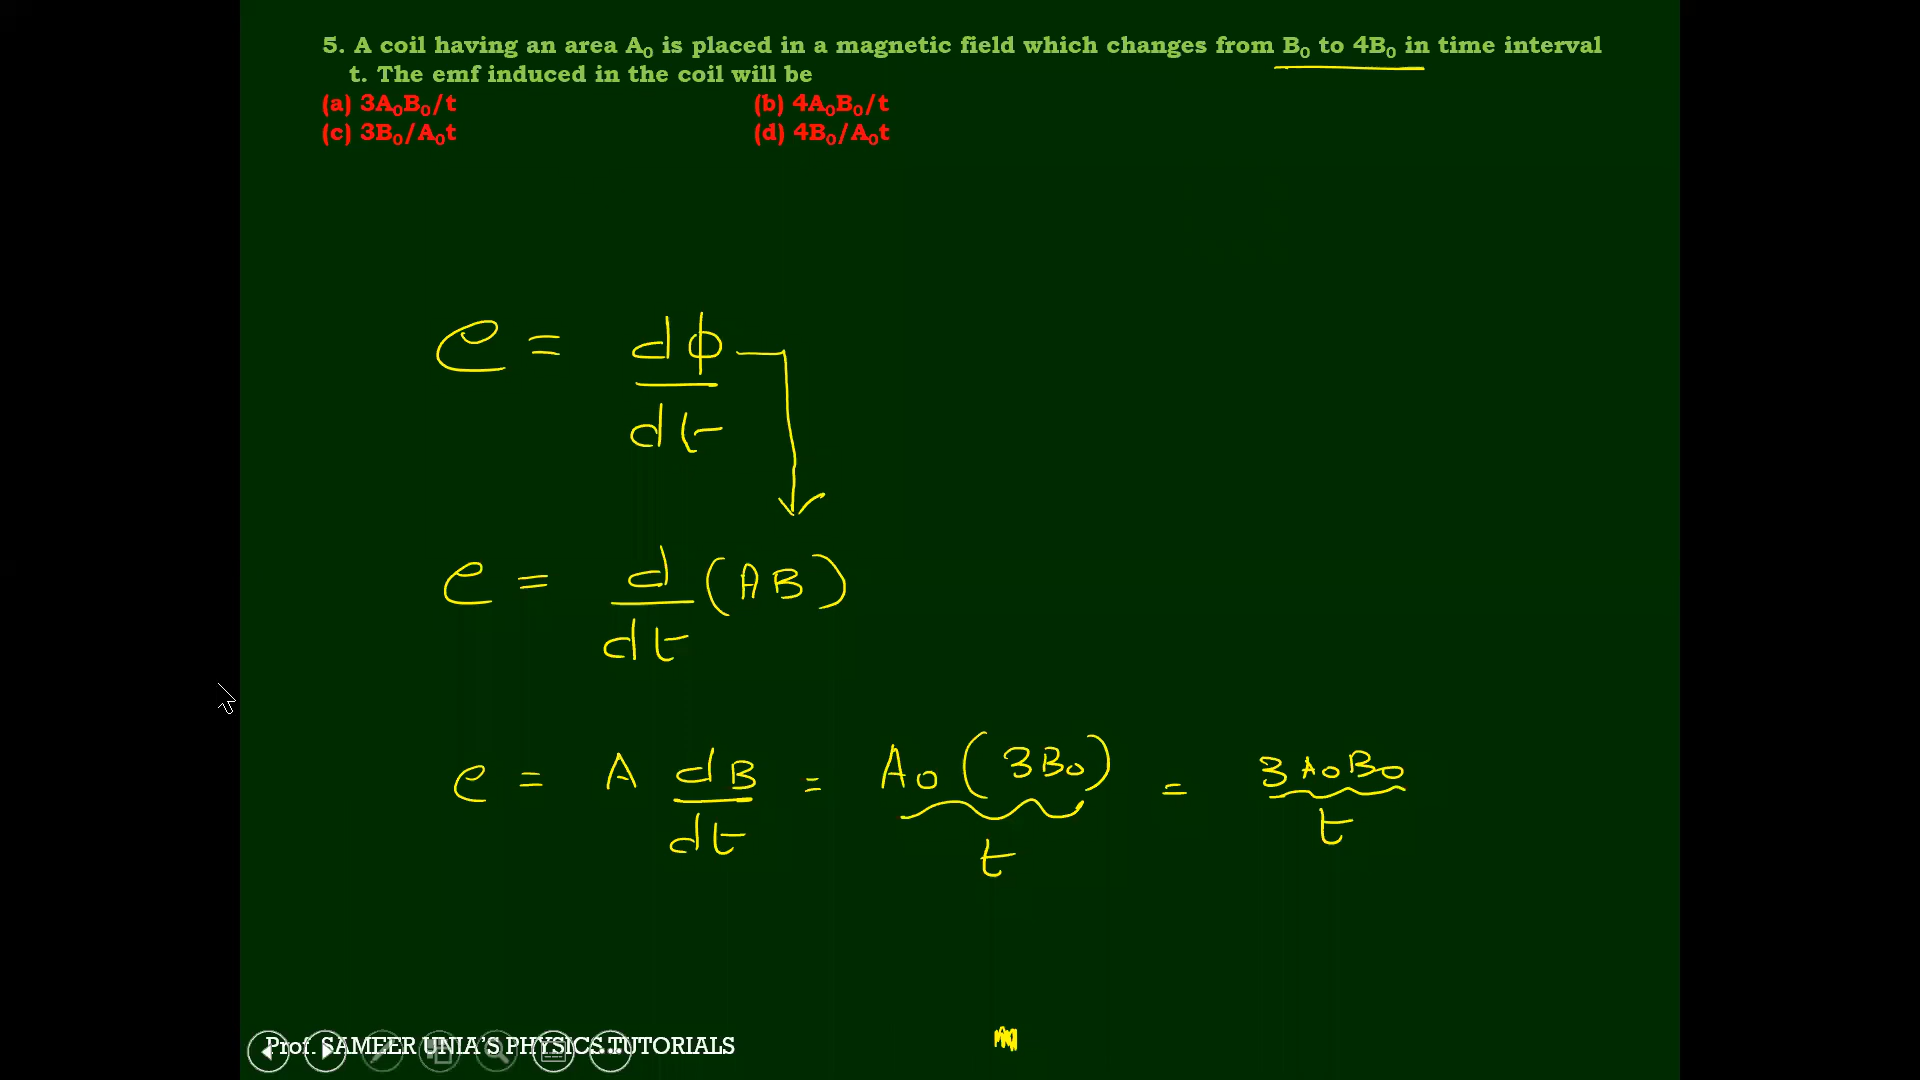 5. A coil having an area A₀ is placed in a magnetic field which changes from B₀ to 4B₀ in time interval
t. The emf induced in the coil will be
(a) 3A₀B₀/t (b) 4A₀B₀/t
(c) 3B₀/A₀t (d) 4B₀/A₀t
e = dϕ/dt
e = d/dt (AB)
e = A dB/dt = A₀(3B₀)/t = 3A₀B₀/t
Prof. SAMEER UNIA'S PHYSICS TUTORIALS